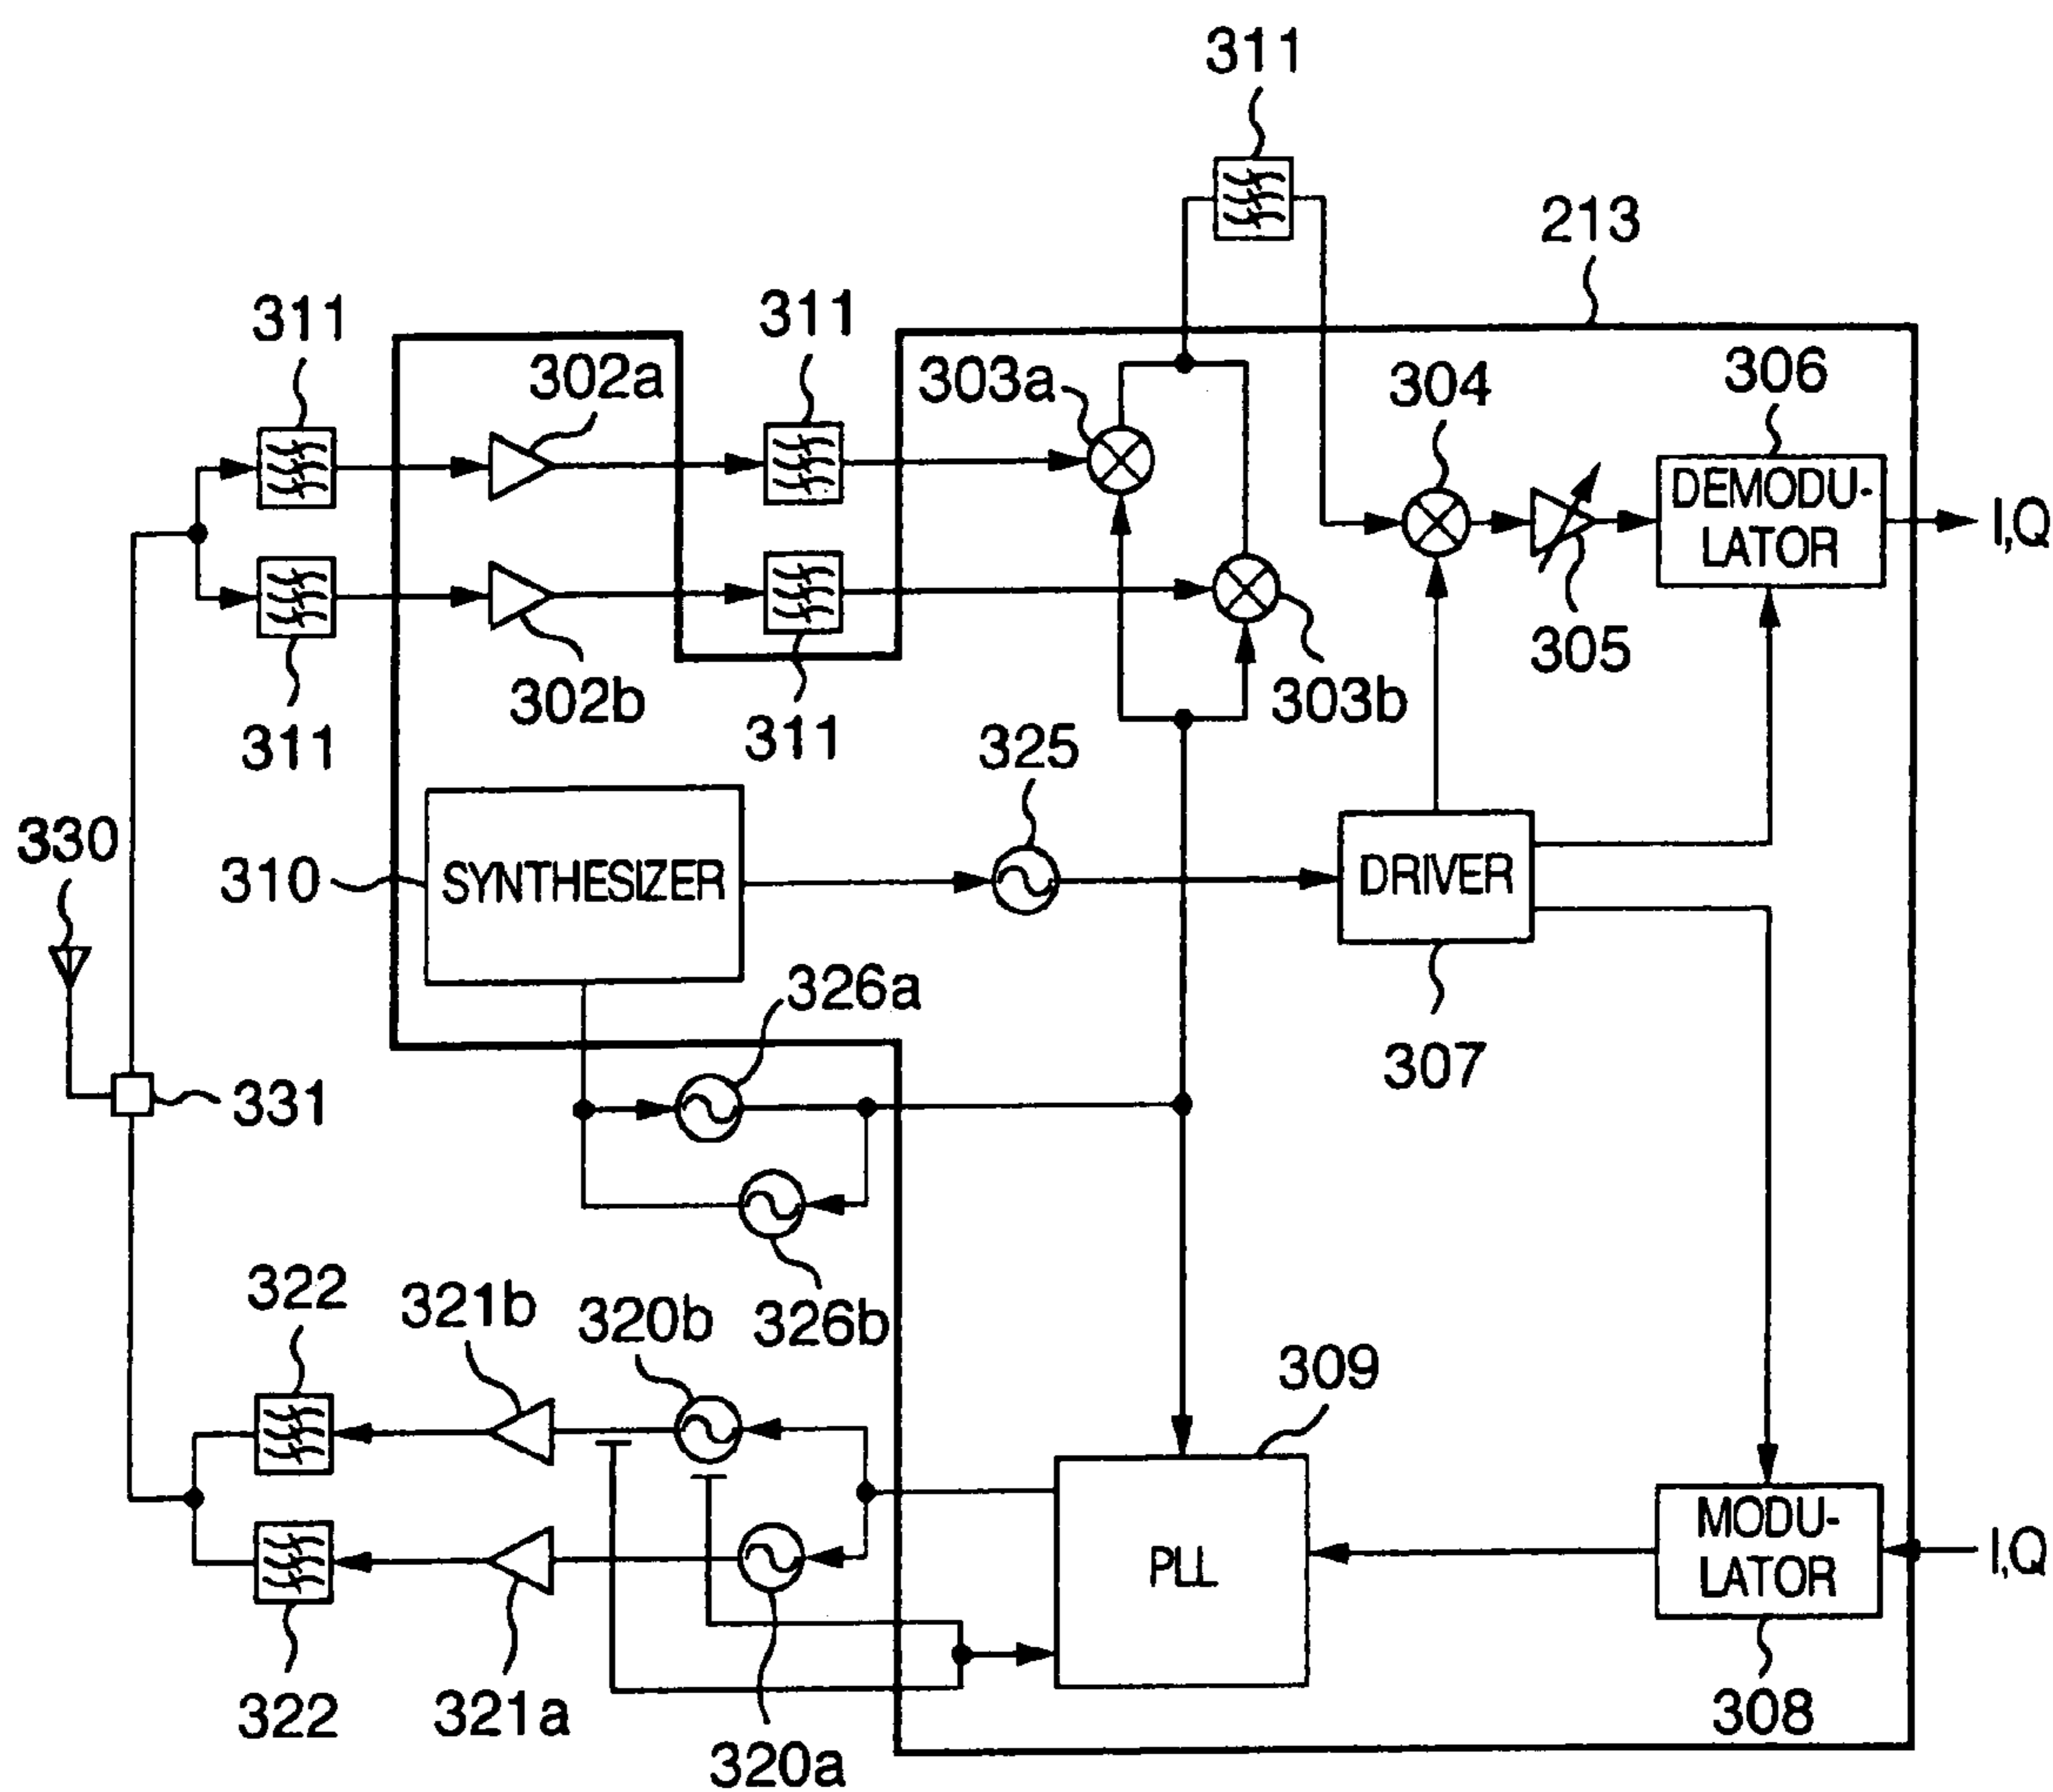 311
213
311
311
302a
303a
304
306
DEMODU-
LATOR
I,Q
305
303b
302b
311
311
325
330
310
SYNTHESIZER
DRIVER
326a
307
331
326b
322
321b
320b
309
PLL
MODU-
LATOR
I,Q
322
321a
320a
308